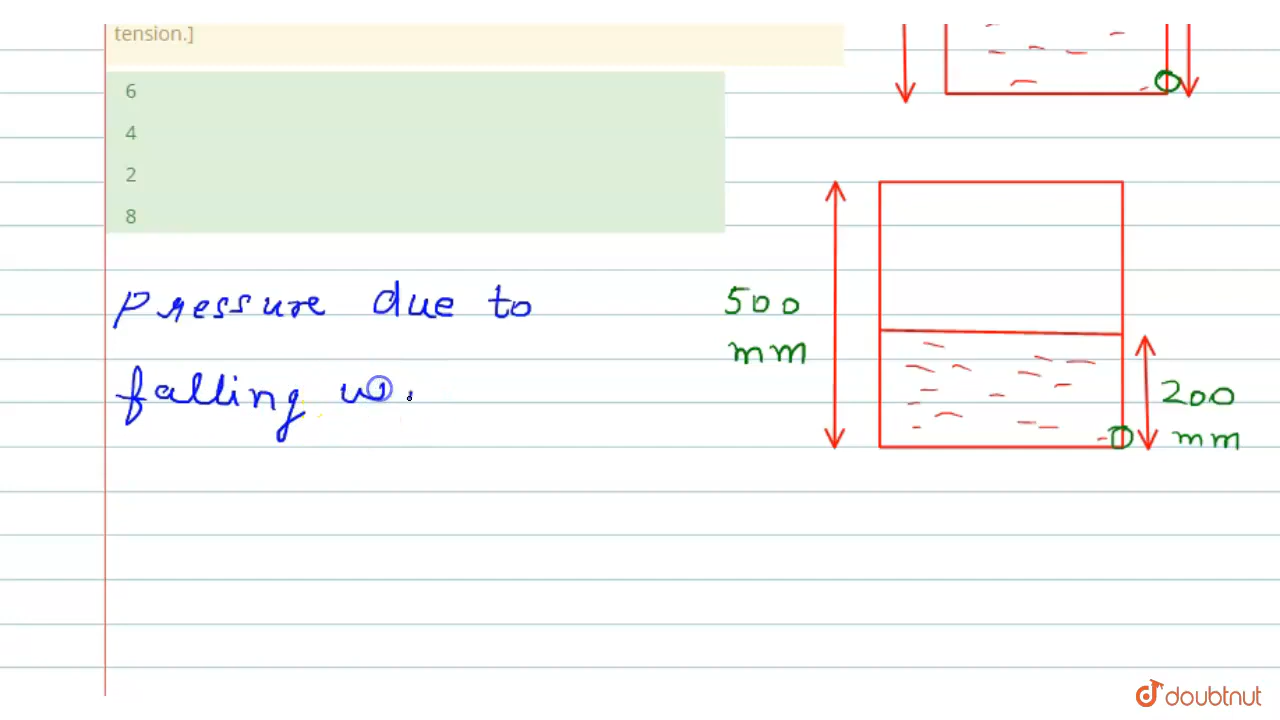 tension.]
6
4
2
8
Pressure due to
falling
500
mm
200
mm
doubtnut